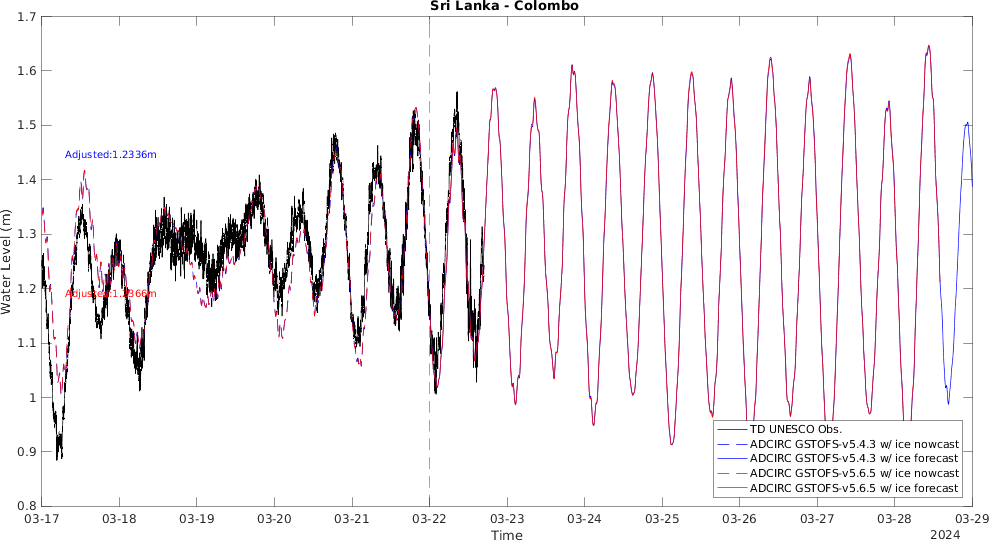 Sri Lanka - Colombo
1.7
1.6
1.5
1.4
1.3
1.2
1.1
1
0.9
0.8
Water Level (m)
Adjusted:1.2336m
Adjusted:1.2366m
TD UNESCO Obs.
ADCIRC GSTOFS-v5.4.3 w/ ice nowcast
ADCIRC GSTOFS-v5.4.3 w/ ice forecast
ADCIRC GSTOFS-v5.6.5 w/ ice nowcast
ADCIRC GSTOFS-v5.6.5 w/ ice forecast
03-17 03-18 03-19 03-20 03-21 03-22 03-23 03-24 03-25 03-26 03-27 03-28 03-29
Time
2024